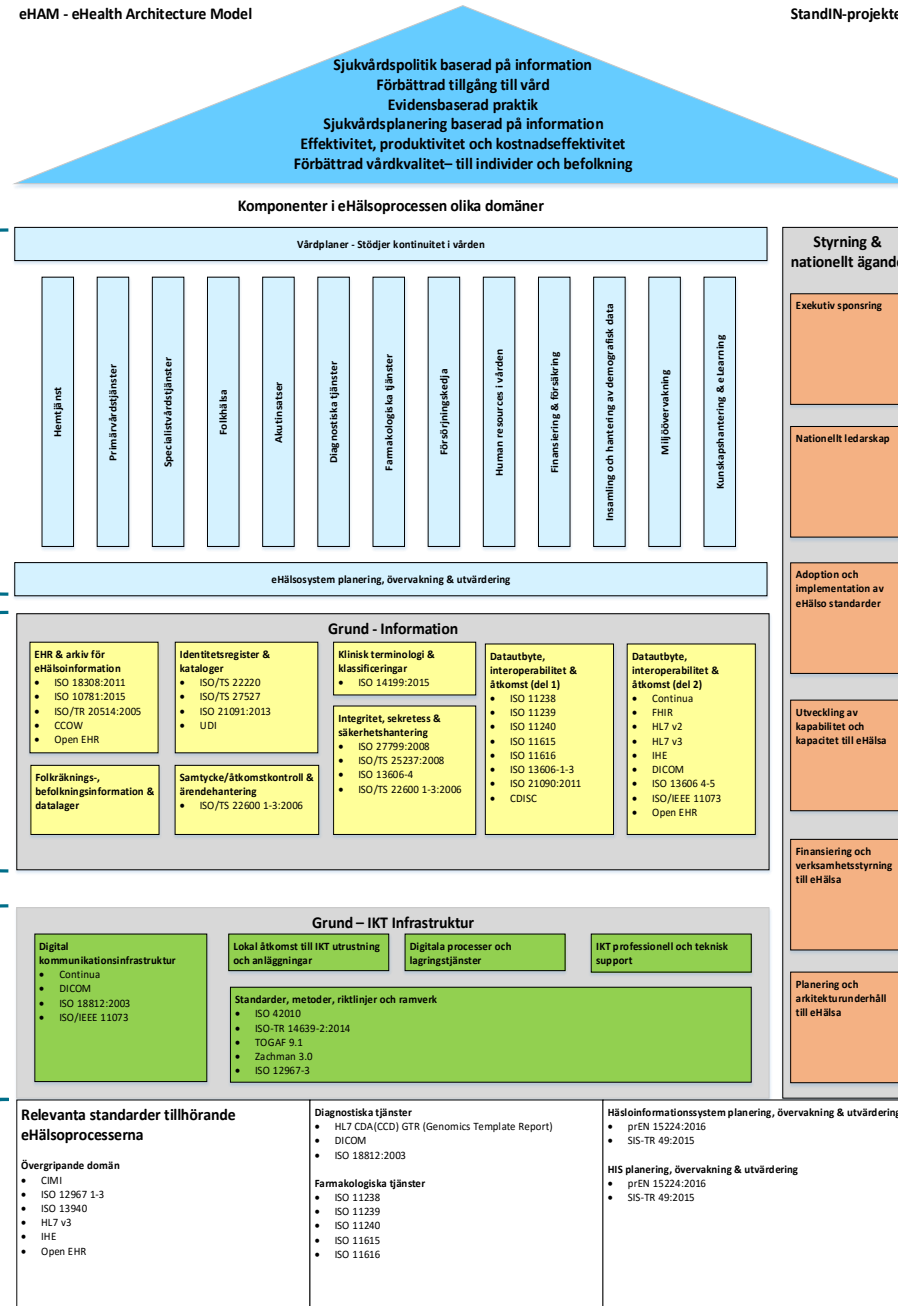 eHAM - eHealth Architecture Model
StandIN-projekte
Sjukvårdspolitik baserad på information
Förbättrad tillgång till vård
Evidensbaserad praktik
Sjukvårdsplanering baserad på information
Effektivitet, produktivitet och kostnadseffektivitet
Förbättrad vårdkvalitet– till individer och befolkning
Komponenter i eHälsoprocessen olika domäner
Vårdplaner - Stödjer kontinuitet i vården
Hemtjänst
Primärvårdstjänster
Specialistvårdstjänster
Folkhälsa
Akutinsatser
Diagnostiska tjänster
Farmakologiska tjänster
Försörjningskedja
Human resources i vården
Finansiering & försäkring
Insamling och hantering av demografisk data
Miljöövervakning
Kunskapshantering & eLearning
eHälsosystem planering, övervakning & utvärdering
Styrning &
nationellt ägande
Exekutiv sponsring
Nationellt ledarskap
Adoption och
implementation av
eHälso standarder
Utveckling av
kapabilitet och
kapacitet till eHälsa
Finansiering och
verksamhetsstyrning
till eHälsa
Planering och
arkitekturunderhåll
till eHälsa
Grund - Information
EHR & arkiv för
eHälsoinformation
• ISO 18308:2011
• ISO 10781:2015
• ISO/TR 20514:2005
• CCOW
• Open EHR
Folkräknings-,
befolkningsinformation &
datalager
Identitetsregister &
kataloger
• ISO/TS 22220
• ISO/TS 27527
• ISO 21091:2013
• UDI
Samtycke/åtkomstkontroll &
ärendehantering
• ISO/TS 22600 1-3:2006
Klinisk terminologi &
klassificeringar
• ISO 14199:2015
Integritet, sekretess &
säkerhetshantering
• ISO 27799:2008
• ISO/TS 25237:2008
• ISO 13606-4
• ISO/TS 22600 1-3:2006
Datautbyte,
interoperabilitet &
åtkomst (del 1)
• ISO 11238
• ISO 11239
• ISO 11240
• ISO 11615
• ISO 11616
• ISO 13606-1-3
• ISO 21090:2011
• CDISC
Datautbyte,
interoperabilitet &
åtkomst (del 2)
• Continua
• FHIR
• HL7 v2
• HL7 v3
• IHE
• DICOM
• ISO 13606 4-5
• ISO/IEEE 11073
• Open EHR
Grund – IKT Infrastruktur
Digital
kommunikationsinfrastruktur
• Continua
• DICOM
• ISO 18812:2003
• ISO/IEEE 11073
Lokal åtkomst till IKT utrustning
och anläggningar
Digitala processer och
lagringstjänster
IKT professionell och teknisk
support
Standarder, metoder, riktlinjer och ramverk
• ISO 42010
• ISO-TR 14639-2:2014
• TOGAF 9.1
• Zachman 3.0
• ISO 12967-3
Relevanta standarder tillhörande
eHälsoprocesserna
Övergripande domän
• CIMI
• ISO 12967 1-3
• ISO 13940
• HL7 v3
• IHE
• Open EHR
Diagnostiska tjänster
• HL7 CDA(CCD) GTR (Genomics Template Report)
• DICOM
• ISO 18812:2003
Farmakologiska tjänster
• ISO 11238
• ISO 11239
• ISO 11240
• ISO 11615
• ISO 11616
Häsloinformationssystem planering, övervakning & utvärdering
• prEN 15224:2016
• SIS-TR 49:2015
HIS planering, övervakning & utvärdering
• prEN 15224:2016
• SIS-TR 49:2015